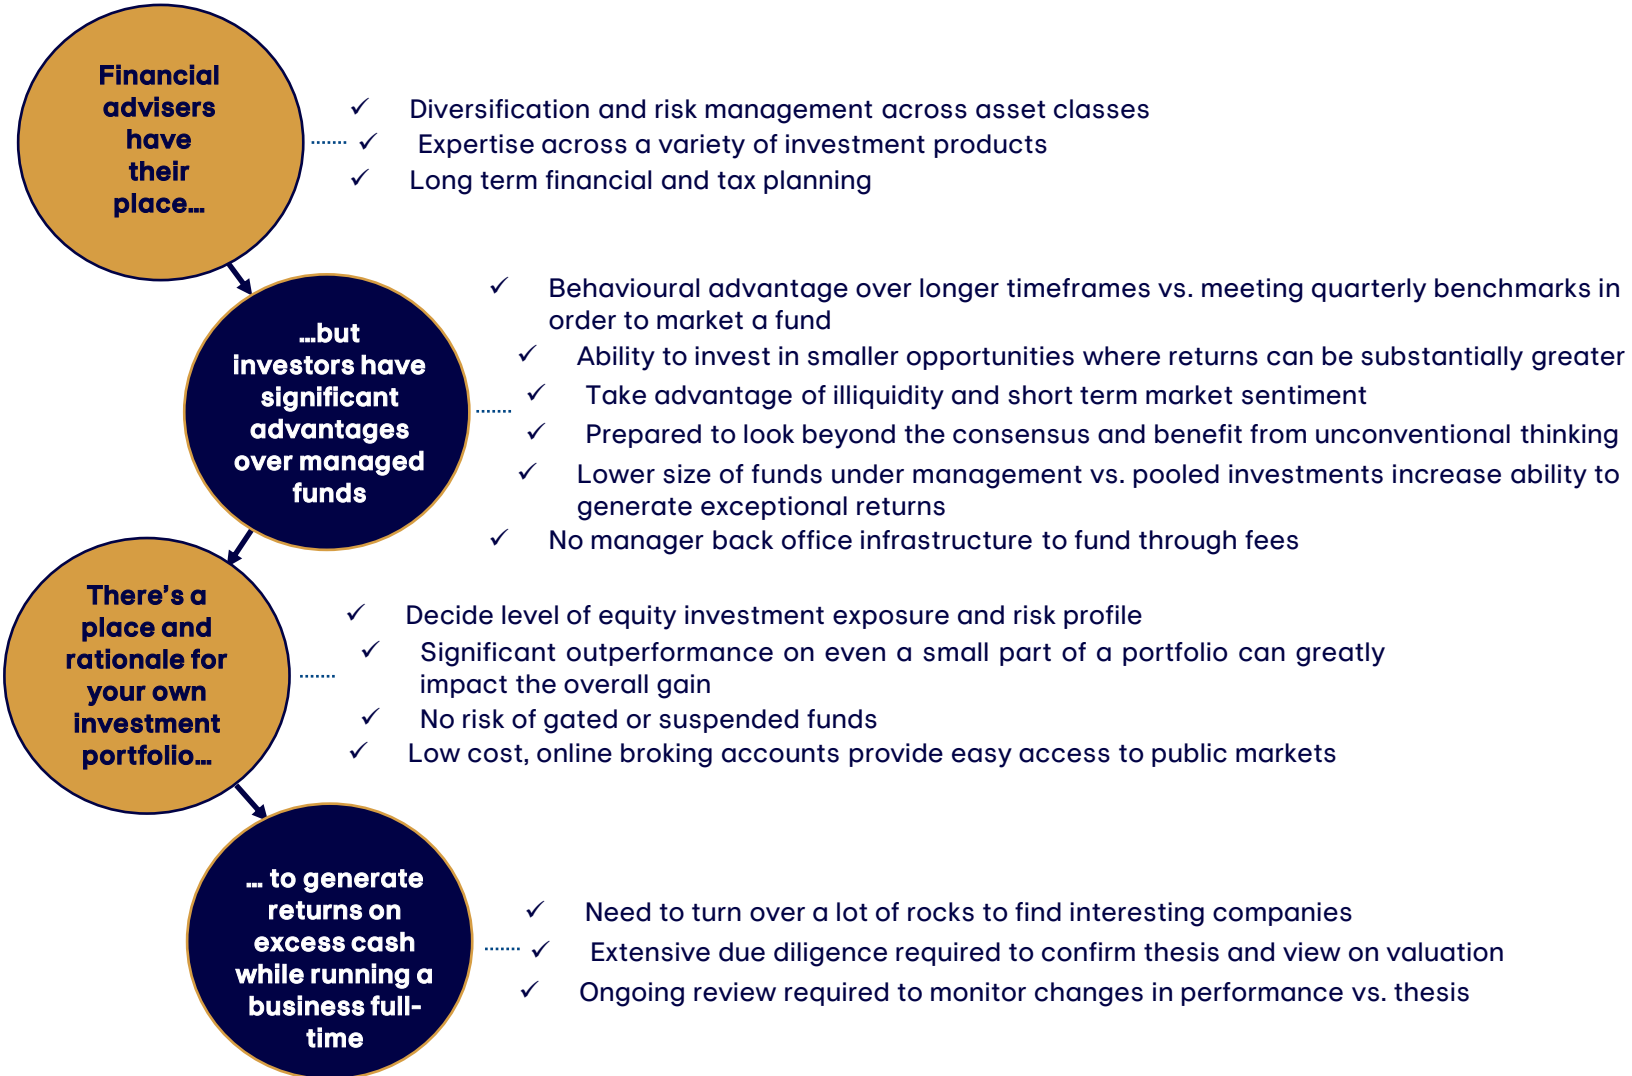 Financial
advisers
have
their
place...
✓ Diversification and risk management across asset classes
✓ Expertise across a variety of investment products
✓ Long term financial and tax planning
...but
investors have
significant
advantages
over managed
funds
✓ Behavioural advantage over longer timeframes vs. meeting quarterly benchmarks in
order to market a fund
✓ Ability to invest in smaller opportunities where returns can be substantially greater
✓ Take advantage of illiquidity and short term market sentiment
✓ Prepared to look beyond the consensus and benefit from unconventional thinking
✓ Lower size of funds under management vs. pooled investments increase ability to
generate exceptional returns
✓ No manager back office infrastructure to fund through fees
There's a
place and
rationale for
your own
investment
portfolio...
✓ Decide level of equity investment exposure and risk profile
✓ Significant outperformance on even a small part of a portfolio can greatly
impact the overall gain
✓ No risk of gated or suspended funds
✓ Low cost, online broking accounts provide easy access to public markets
... to generate
returns on
excess cash
while running a
business full-
time
✓ Need to turn over a lot of rocks to find interesting companies
✓ Extensive due diligence required to confirm thesis and view on valuation
✓ Ongoing review required to monitor changes in performance vs. thesis